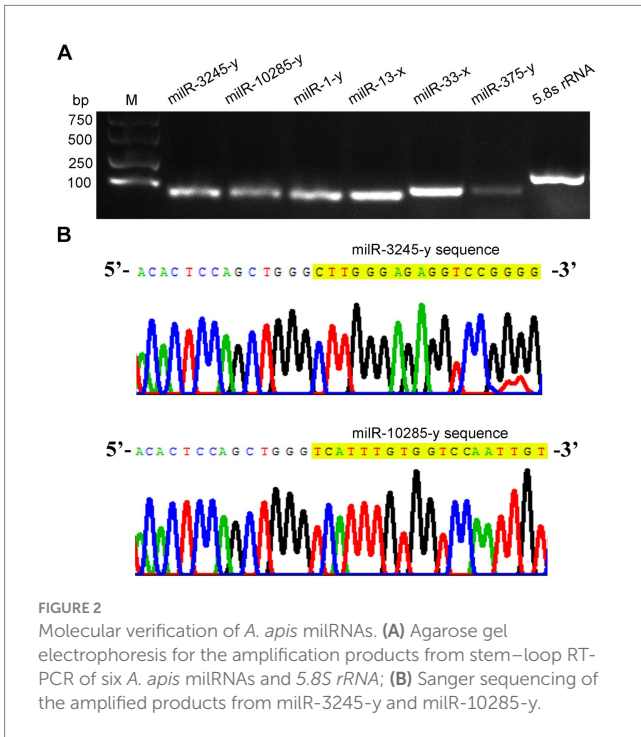 A
bp
M
milR-3245-y
milR-10285-y
milR-1-y
milR-13-x
milR-33-x
milR-375-y
5.8s rRNA
750
500
250
100
B
milR-3245-y sequence
5’- ACACTCCAGCTGGGCTTGGGAGAGGTCCGGGG -3’
milR-10285-y sequence
5’- ACACTCCAGCTGGGTCATTTGTGGTCCAATTGT -3’
FIGURE 2
Molecular verification of A. apis milRNAs. (A) Agarose gel
electrophoresis for the amplification products from stem–loop RT-
PCR of six A. apis milRNAs and 5.8S rRNA; (B) Sanger sequencing of
the amplified products from milR-3245-y and milR-10285-y.